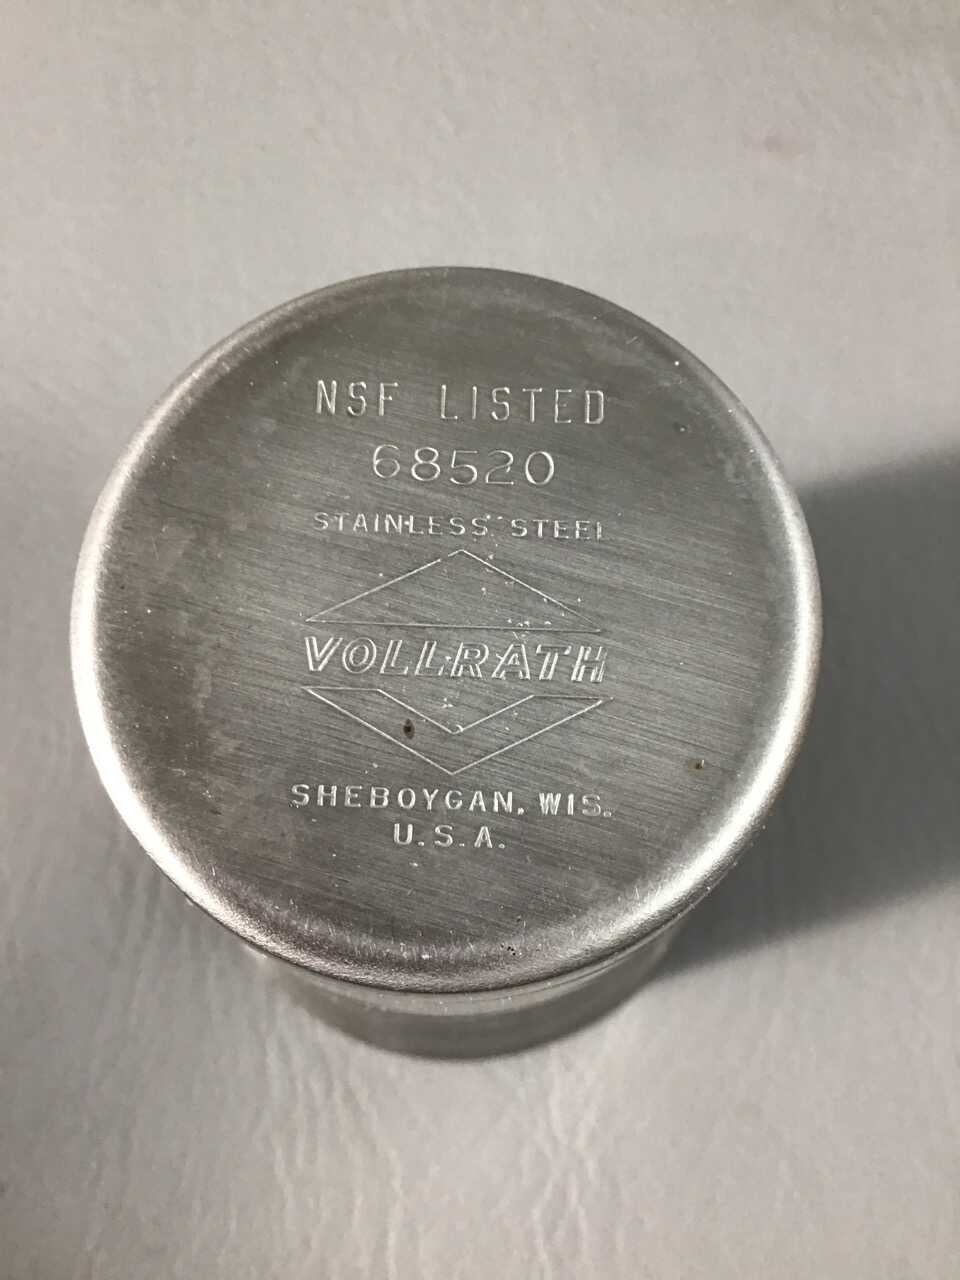 NSF LISTED
68520
STAINLESS STEEL
VOLLRATH
SHEBOYGAN, WIS.
U.S.A.